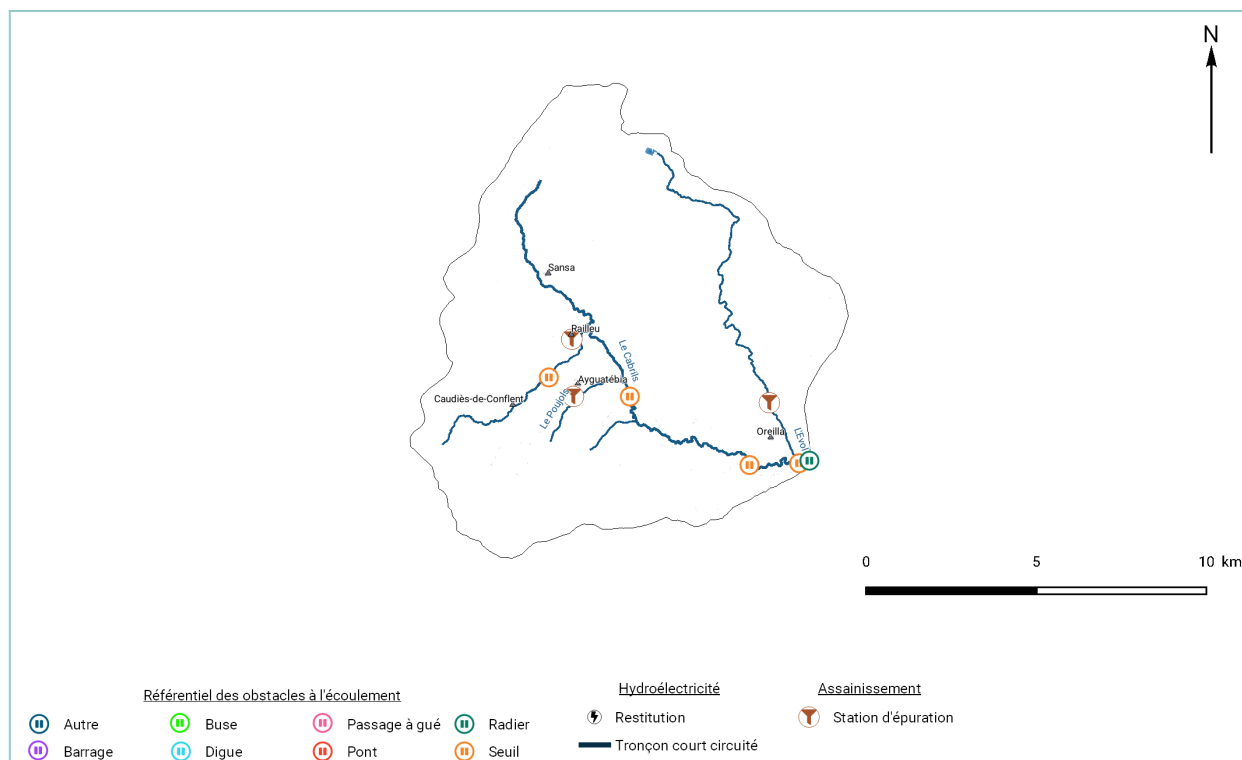 N
Sansa
Railleu
Le Cabrils
Ayguatébia
Caudiès-de-Conflent
Le Poujols
Oreilla
L'Évol
0 5 10 km
Référentiel des obstacles à l'écoulement
Hydroélectricité
Assainissement
Autre
Buse
Passage à gué
Radier
Restitution
Station d'épuration
Barrage
Digue
Pont
Seuil
Tronçon court circuité